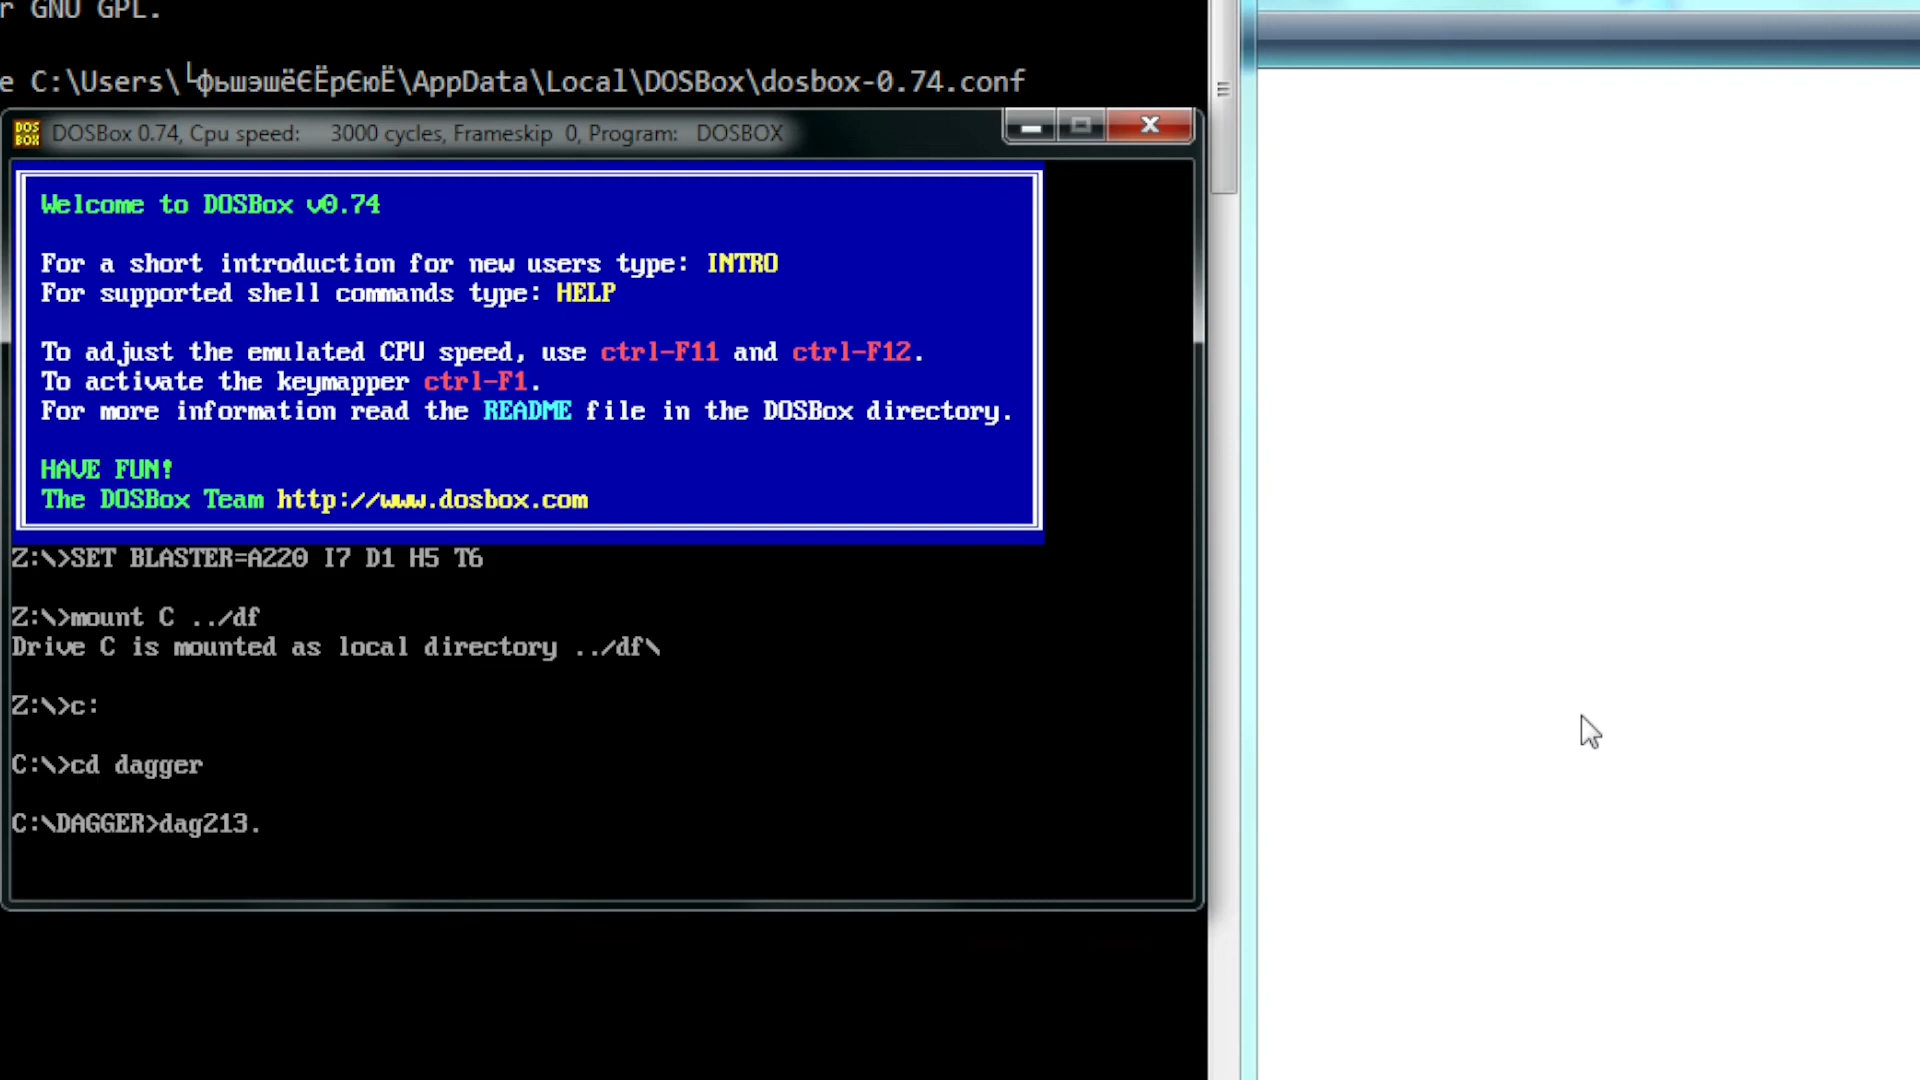 r GNU GPL.
e C:\Users\└фьшэшёЄЁрЄюЁ\AppData\Local\DOSBox\dosbox-0.74.conf
DOS
BOX
DOSBox 0.74, Cpu speed: 3000 cycles, Frameskip 0, Program: DOSBOX
Welcome to DOSBox v0.74
For a short introduction for new users type: INTRO
For supported shell commands type: HELP
To adjust the emulated CPU speed, use ctrl-F11 and ctrl-F12.
To activate the keymapper ctrl-F1.
For more information read the README file in the DOSBox directory.
HAVE FUN!
The DOSBox Team http://www.dosbox.com
Z:\>SET BLASTER=A220 I7 D1 H5 T6
Z:\>mount C ../df
Drive C is mounted as local directory ../df\
Z:\>c:
C:\>cd dagger
C:\DAGGER>dag213.